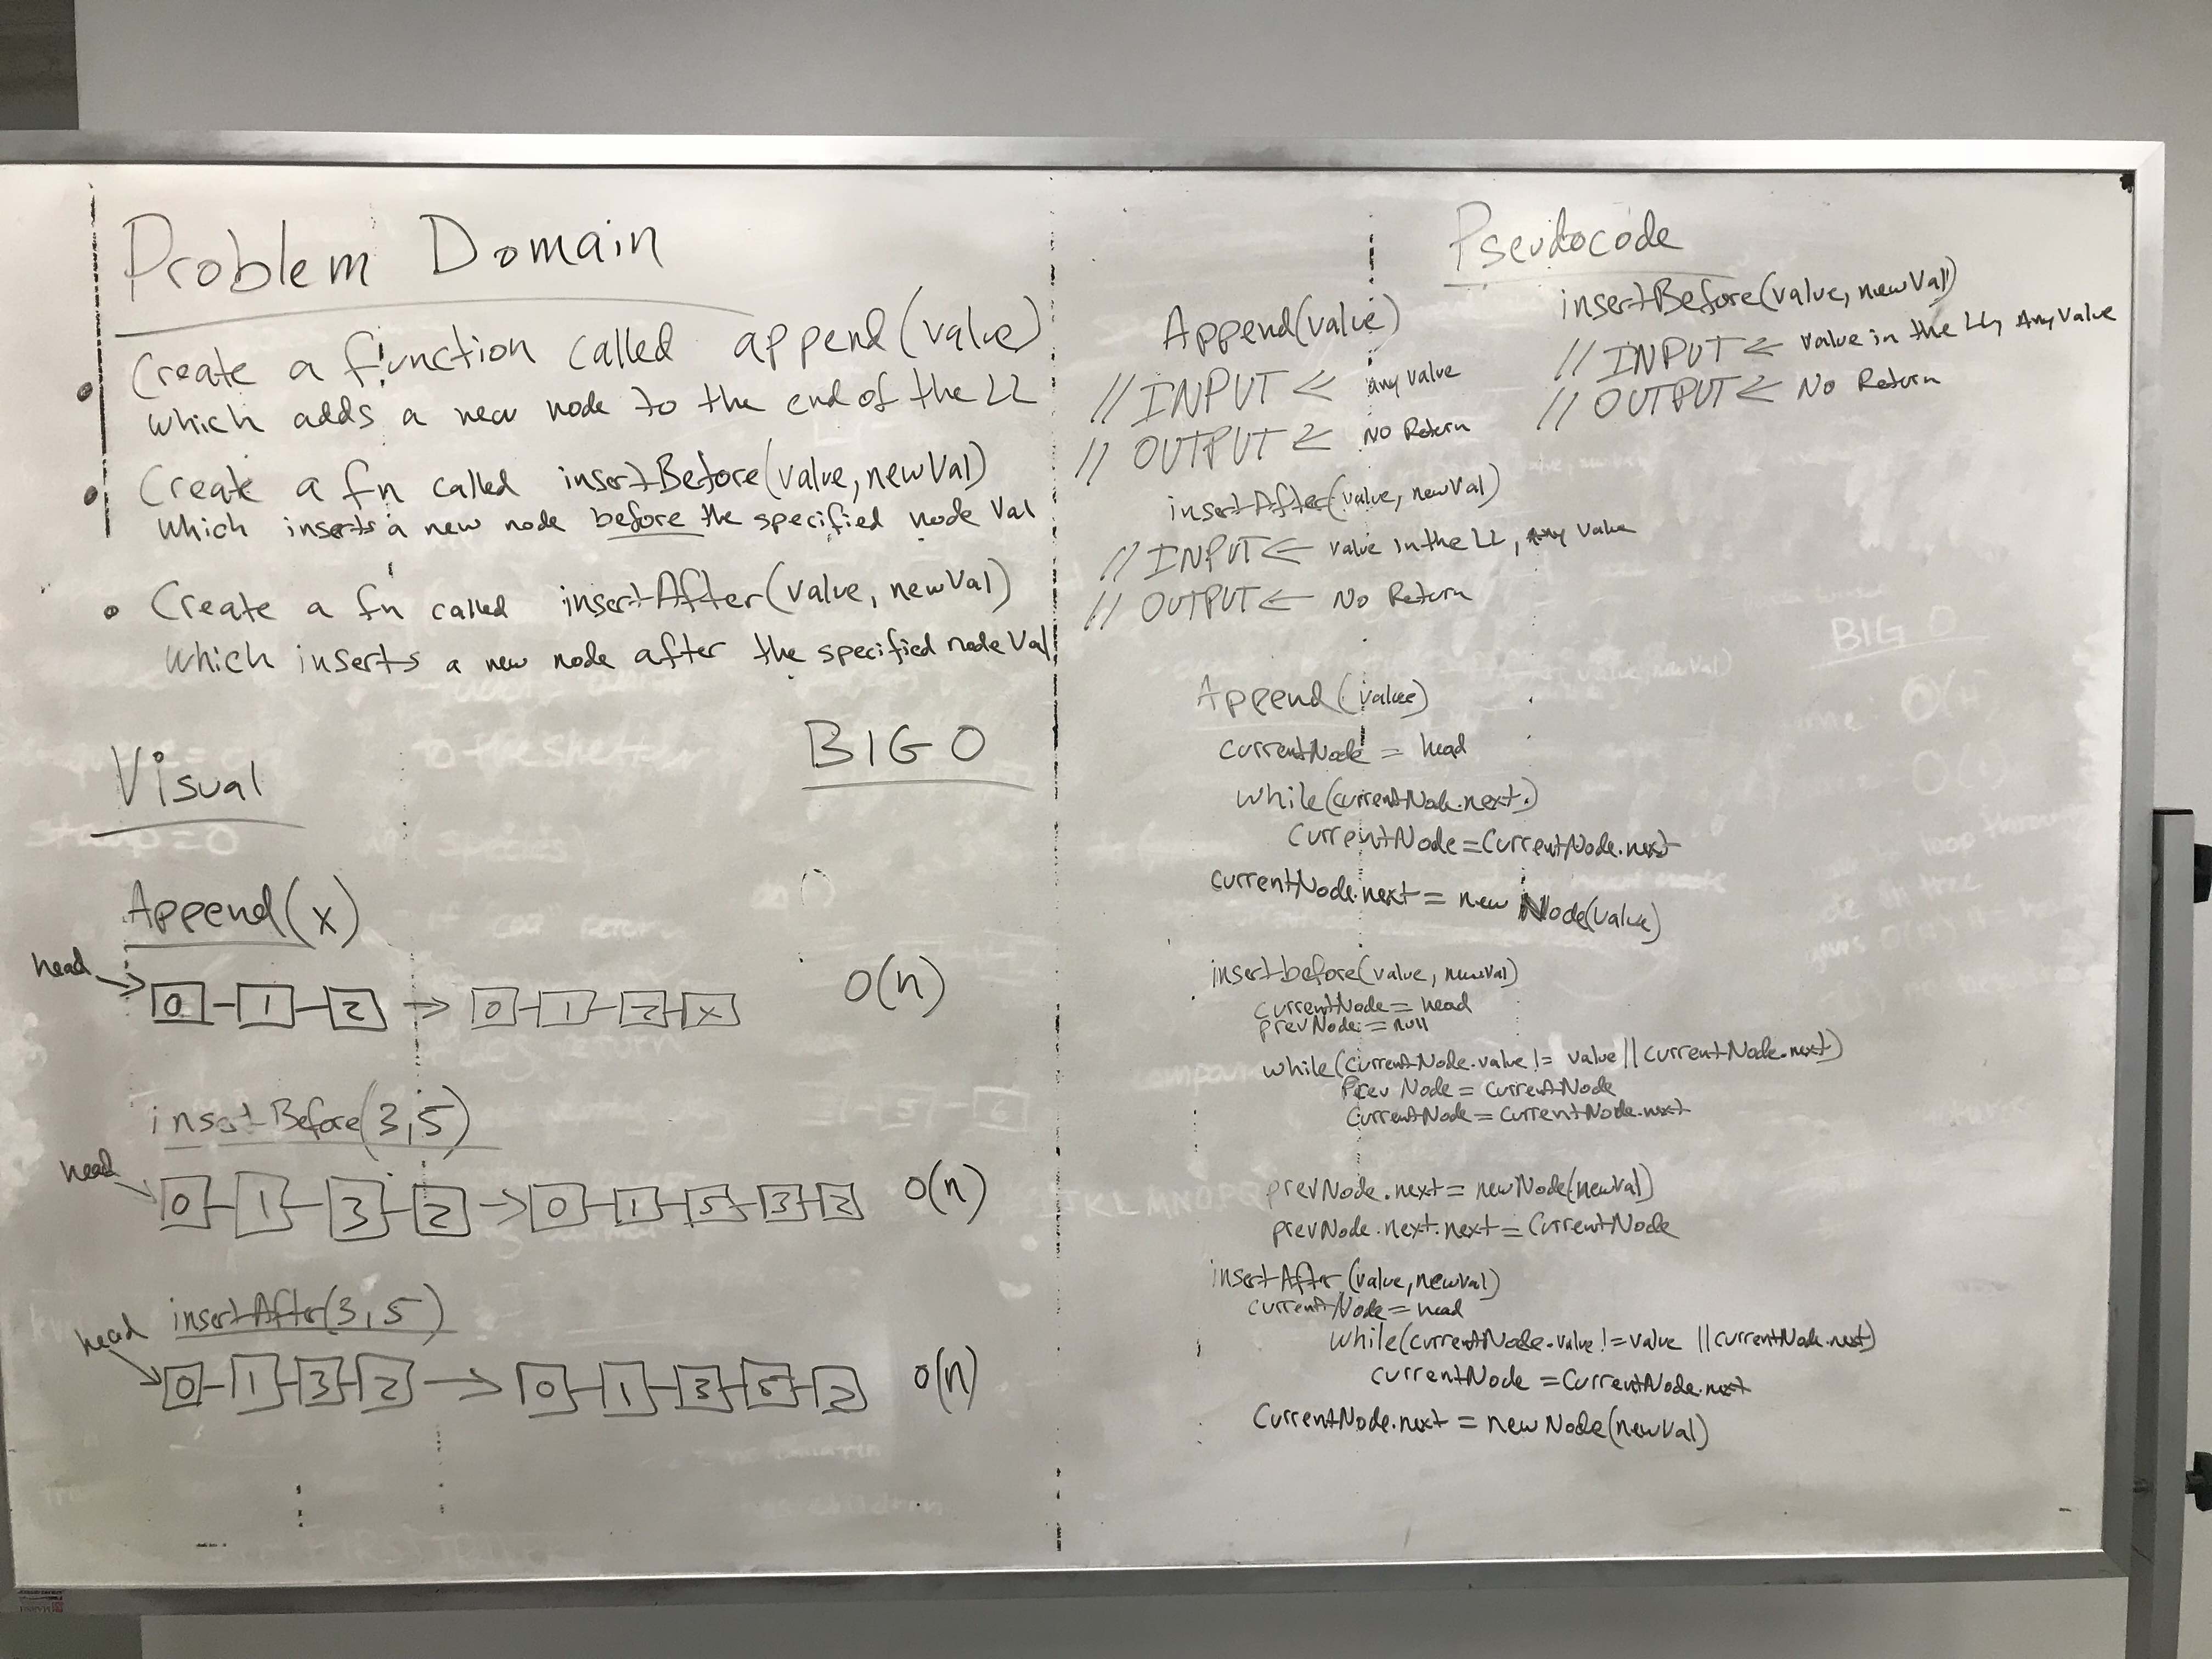 Problem Domain
• Create a function called append(value)
which adds a new node to the end of the LL
• Create a fn called insertBefore(value, newVal)
which inserts a new node before the specified node Val
• Create a fn called insertAfter(value, newVal)
which inserts a new node after the specified node Val
Visual
BIG O
Append(x)
head
0 1 2 → 0 1 2 x O(n)
insertBefore(3,5)
head
0 1 3 2 → 0 1 5 3 2 O(n)
insertAfter(3,5)
head
0 1 3 2 → 0 1 3 5 2 O(n)
Pseudocode
Append(value)
// INPUT ← any value
// OUTPUT ← NO Return
insertBefore(value, newVal)
// INPUT ← value in the LL, Any Value
// OUTPUT ← No Return
insertAfter(value, newVal)
// INPUT ← value in the LL, Any Value
// OUTPUT ← No Return
BIG O
Append(value)
currentNode = head
while(currentNode.next.)
currentNode = currentNode.next
currentNode.next = new Node(value)
insertbefore(value, newVal)
currentNode = head
prevNode = null
while(currentNode.value != value || currentNode.next)
Prev Node = currentNode
currentNode = currentNode.next
prevNode.next = newNode(newVal)
prevNode.next.next = CurrentNode
insertAfter(value, newVal)
currentNode = head
while(currentNode.value != value || currentNode.next)
currentNode = CurrentNode.next
CurrentNode.next = new Node(newVal)